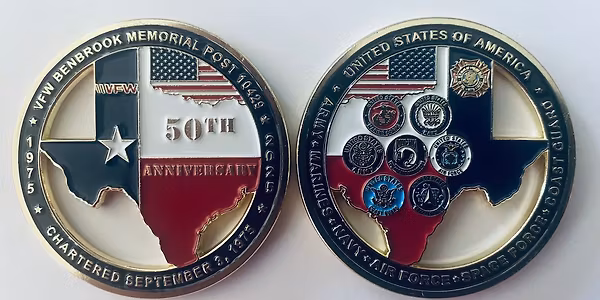 VFW BENBROOK MEMORIAL POST 10429
2025
1975
CHARTERED SEPTEMBER 3, 1975
VFW
50TH
ANNIVERSARY
UNITED STATES OF AMERICA
ARMY MARINES NAVY AIR FORCE SPACE FORCE COAST GUARD